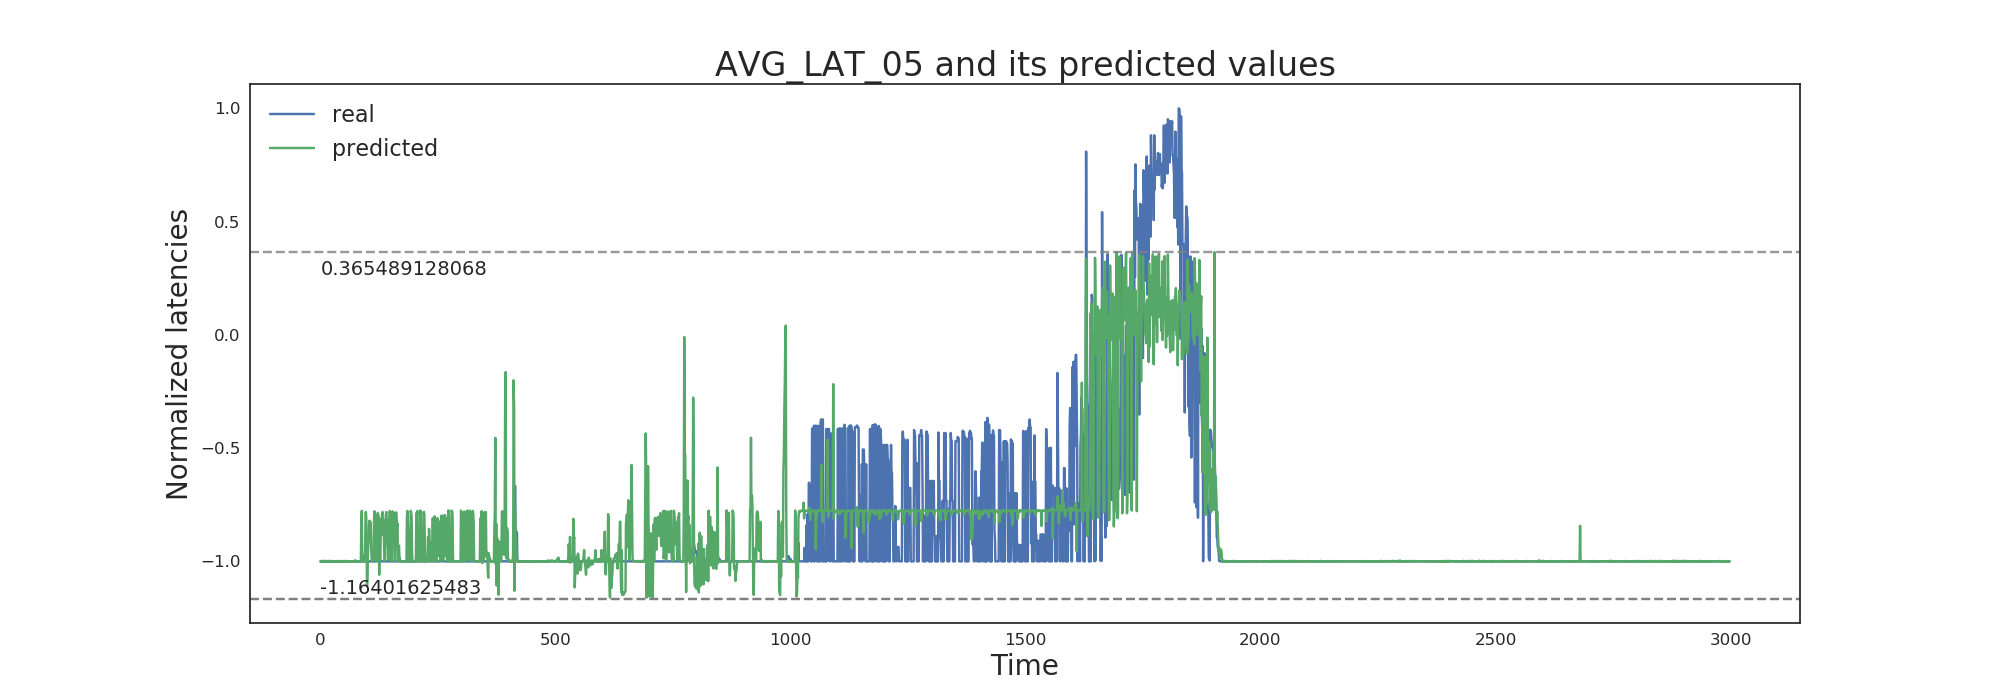 AVG_LAT_05 and its predicted values
1.0
real
predicted
0.5
0.365489128068
0.0
Normalized latencies
−0.5
−1.0
-1.16401625483
0 500 1000 1500 2000 2500 3000
Time